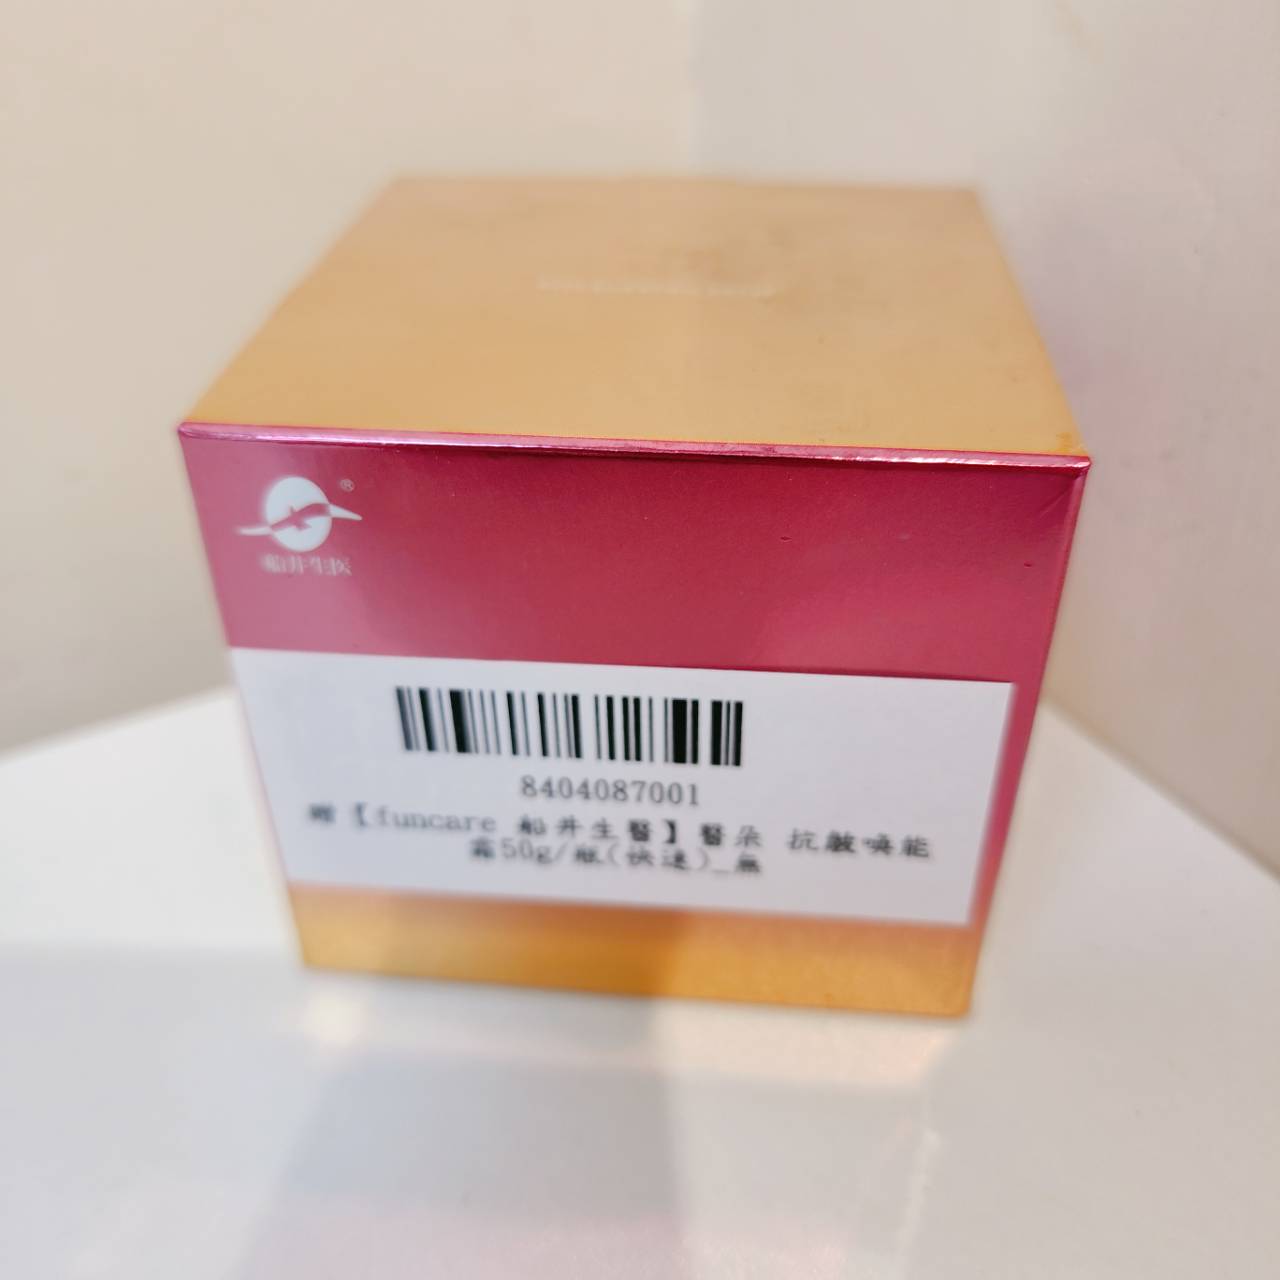 ®
船井生医
8404087001
贈【funcare 船井生醫】醫朵 抗敏喚能
霜50g/瓶(快速)_無